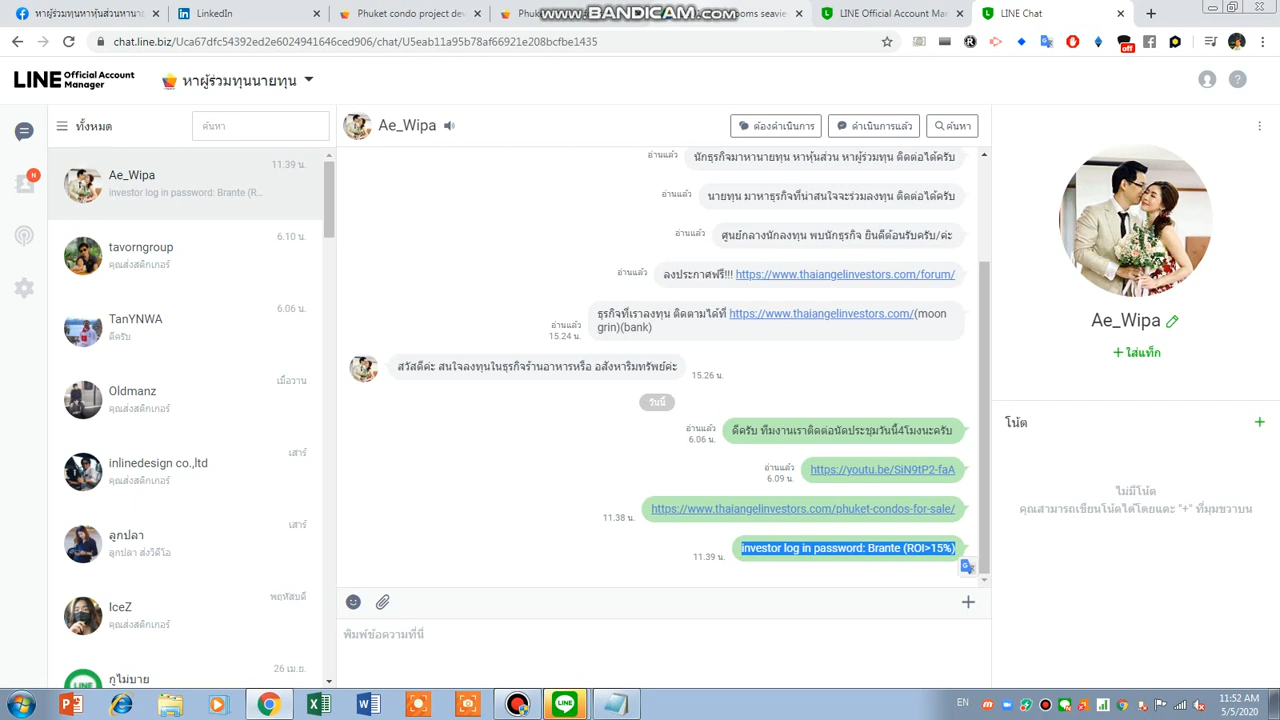 (1) Facebook
LinkedIn
Phuket condo project dev
Phuk
www.BANDICAM.com
oms seavie
LINE Official Account Man
LINE Chat
chat.line.biz/Uca67dfc54392ed2e6024941646ced906/chat/U5edb11a95b78af66921e208bcfbe1435
off
LINE Official Account Manager
หาผู้ร่วมทุนนายทุน
ทั้งหมด
ค้นหา
Ae_Wipa
11.39 น.
investor log in password: Brante (R...
tavorngroup
6.10 น.
คุณส่งสติกเกอร์
TanYNWA
6.06 น.
ดีครับ
Oldmanz
เมื่อวาน
คุณส่งสติกเกอร์
inlinedesign co.,ltd
เสาร์
คุณส่งสติกเกอร์
ลูกปลา
เสาร์
ลูกปลา ส่งวิดีโอ
IceZ
พฤหัสบดี
คุณส่งสติกเกอร์
กูไม่บาย
26 เม.ย.
Ae_Wipa
ต้องดำเนินการ
ดำเนินการแล้ว
ค้นหา
อ่านแล้ว
นักธุรกิจมาหานายทุน หาหุ้นส่วน หาผู้ร่วมทุน ติดต่อได้ครับ
อ่านแล้ว
นายทุน มาหาธุรกิจที่น่าสนใจจะร่วมลงทุน ติดต่อได้ครับ
อ่านแล้ว
ศูนย์กลางนักลงทุน พบนักธุรกิจ ยินดีต้อนรับครับ/ค่ะ
อ่านแล้ว
ลงประกาศฟรี!!! https://www.thaiangelinvestors.com/forum/
ธุรกิจที่เราลงทุน ติดตามได้ที่ https://www.thaiangelinvestors.com/(moon
grin)(bank)
อ่านแล้ว
15.24 น.
สวัสดีค่ะ สนใจลงทุนในธุรกิจร้านอาหารหรือ อสังหาริมทรัพย์ค่ะ
15.26 น.
วันนี้
ดีครับ ทีมงานเราติดต่อนัดประชุมวันนี้4โมงนะครับ
อ่านแล้ว
6.06 น.
https://youtu.be/SiN9tP2-faA
อ่านแล้ว
6.09 น.
https://www.thaiangelinvestors.com/phuket-condos-for-sale/
11.38 น.
investor log in password: Brante (ROI>15%)
11.39 น.
พิมพ์ข้อความที่นี่
Ae_Wipa
+ ใส่แท็ก
โน้ต
ไม่มีโน้ต
คุณสามารถเขียนโน้ตได้โดยแตะ "+" ที่มุมขวาบน
EN
11:52 AM
5/5/2020